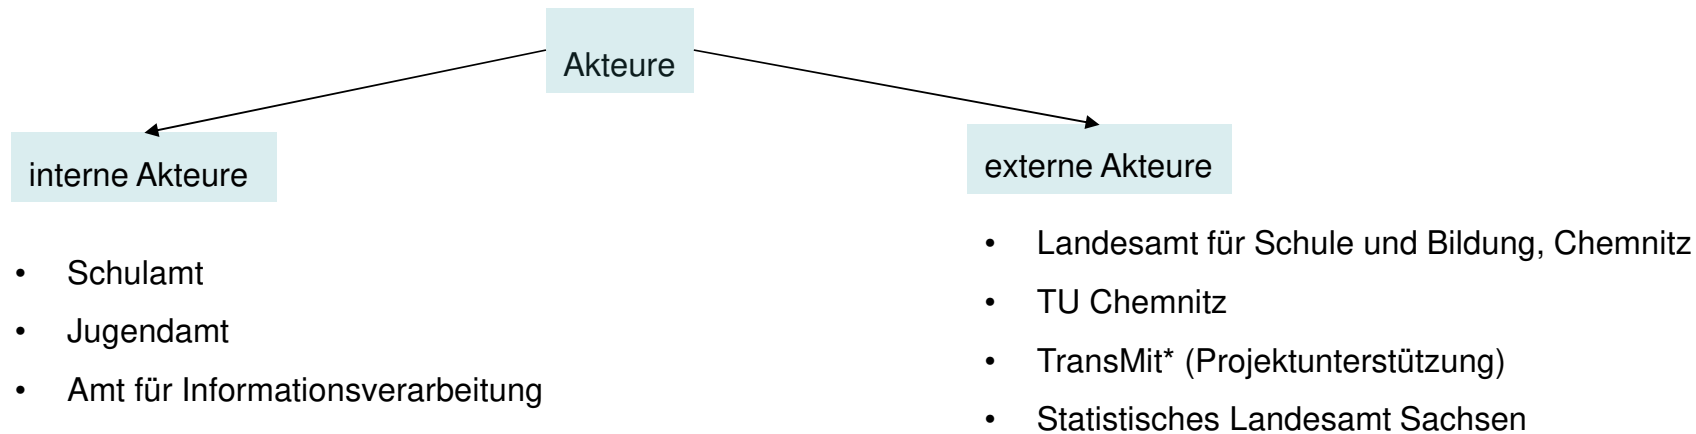 Akteure
interne Akteure
• Schulamt
• Jugendamt
• Amt für Informationsverarbeitung
externe Akteure
• Landesamt für Schule und Bildung, Chemnitz
• TU Chemnitz
• TransMit* (Projektunterstützung)
• Statistisches Landesamt Sachsen